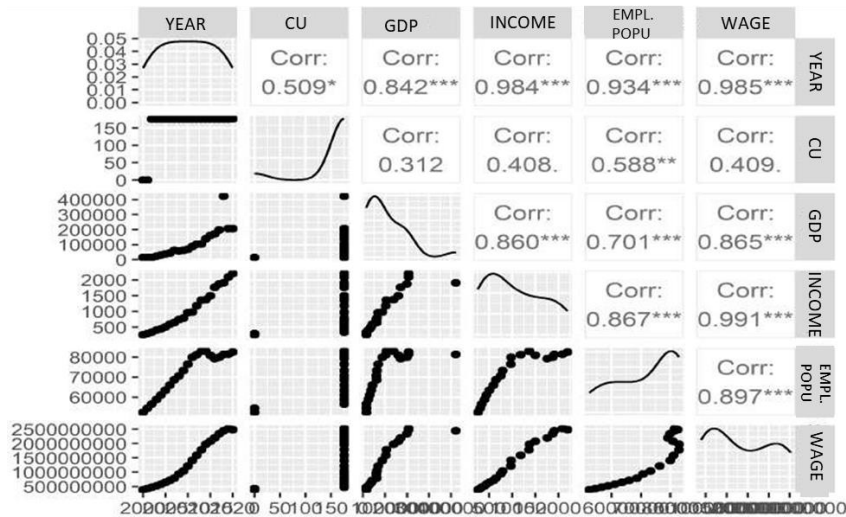 YEAR CU GDP INCOME EMPL. POPU WAGE
0.05
0.04
0.03
0.02
0.01
0.00
Corr: Corr: Corr: Corr: Corr:
0.509* 0.842*** 0.984*** 0.934*** 0.985***
YEAR
150
100
50
0
Corr: Corr: Corr: Corr:
0.312 0.408. 0.588** 0.409.
CU
400000
300000
200000
100000
0
Corr: Corr: Corr:
0.860*** 0.701*** 0.865***
GDP
2000
1500
1000
500
Corr: Corr:
0.867*** 0.991***
INCOME
80000
70000
60000
Corr:
0.897***
EMPL.
POPU
2500000000
2000000000
1500000000
1000000000
500000000
WAGE
0 50 100 150